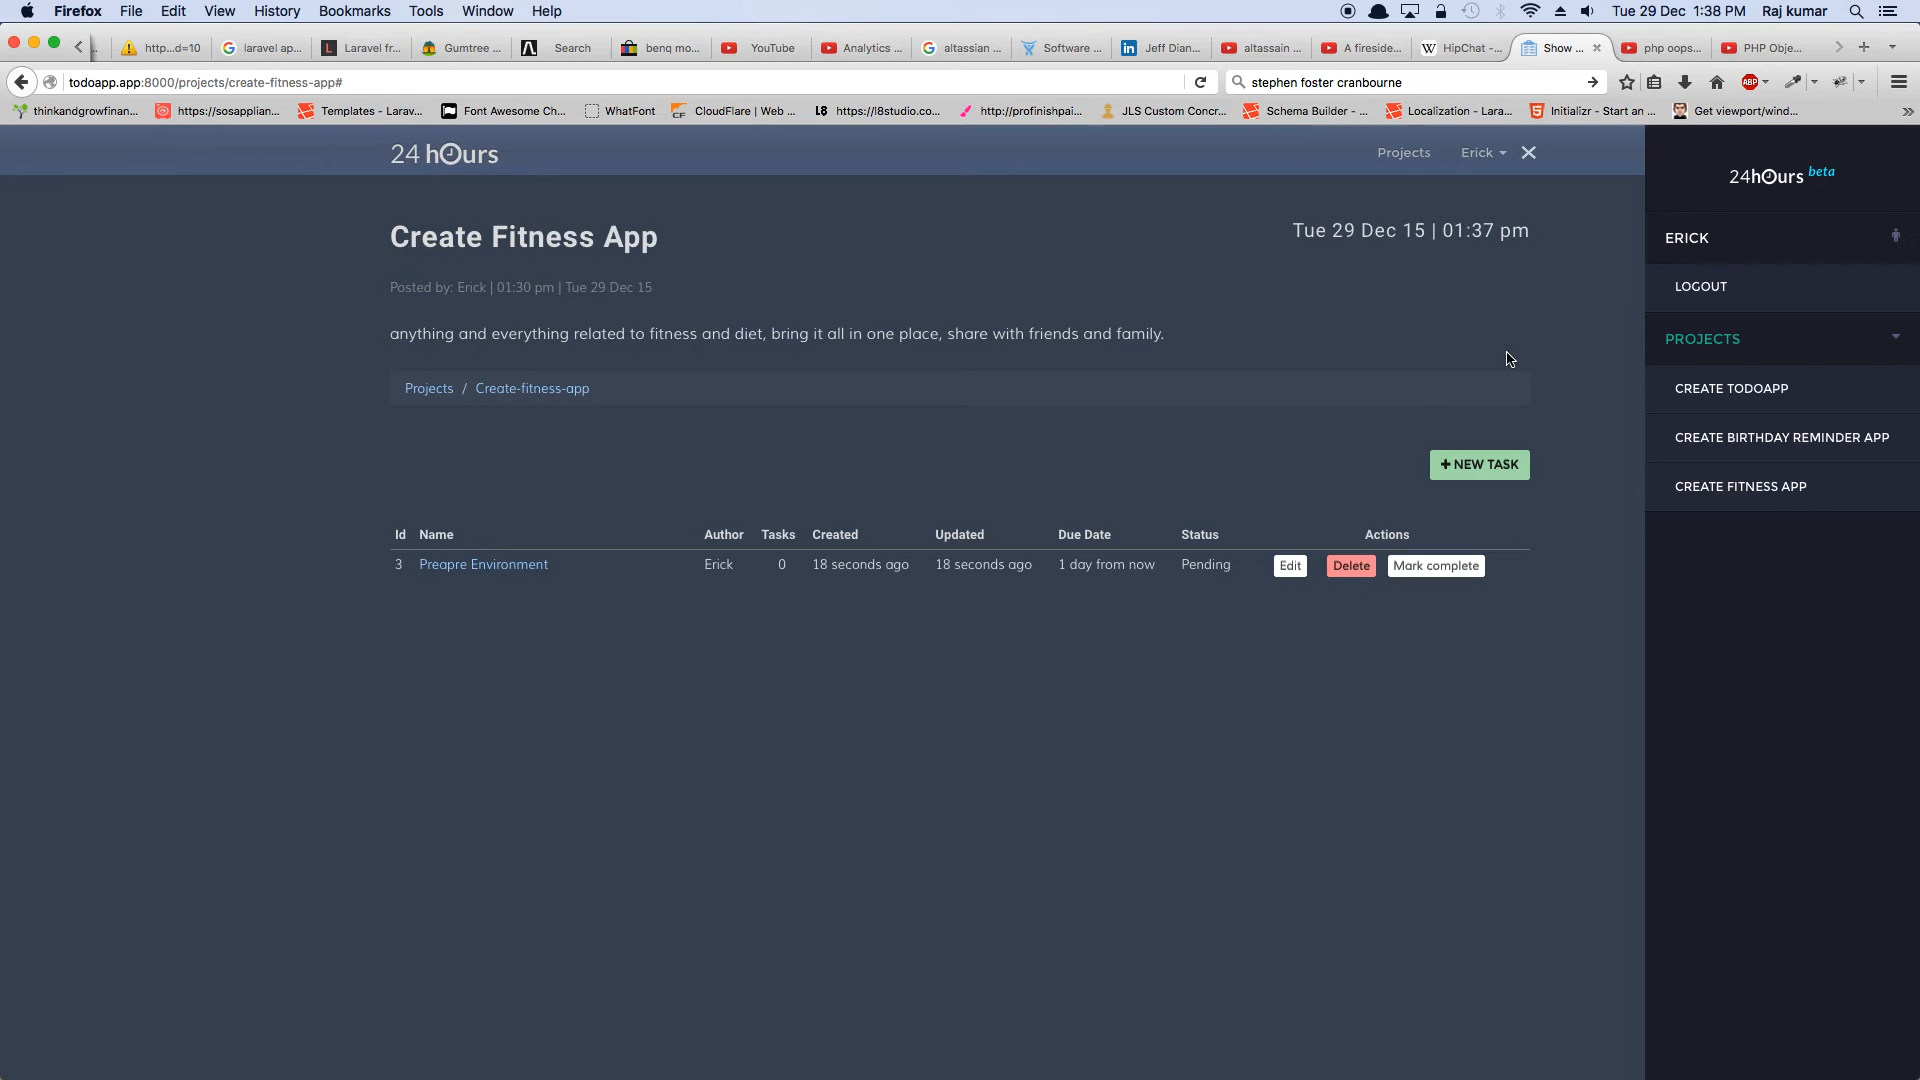 Firefox File Edit View History Bookmarks Tools Window Help Tue 29 Dec 1:38 PM Raj kumar
http...d=10 laravel ap... Laravel fr... Gumtree ... Search benq mo... YouTube Analytics ... altassian ... Software ... Jeff Dian... altassain ... A fireside... HipChat -... Show ... php oops... PHP Obje...
todoapp.app:8000/projects/create-fitness-app# stephen foster cranbourne ABP
thinkandgrowfinan... https://sosapplian... Templates - Larav... Font Awesome Ch... WhatFont CloudFlare | Web ... L8 https://l8studio.co... http://profinishpai... JLS Custom Concr... Schema Builder - ... Localization - Lara... Initializr - Start an ... Get viewport/wind...
24 hOurs Projects Erick
24hOurs beta
Create Fitness App Tue 29 Dec 15 | 01:37 pm
ERICK
Posted by: Erick | 01:30 pm | Tue 29 Dec 15
LOGOUT
anything and everything related to fitness and diet, bring it all in one place, share with friends and family.
PROJECTS
Projects / Create-fitness-app
CREATE TODOAPP
CREATE BIRTHDAY REMINDER APP
+ NEW TASK
CREATE FITNESS APP
Id Name Author Tasks Created Updated Due Date Status Actions
3 Preapre Environment Erick 0 18 seconds ago 18 seconds ago 1 day from now Pending Edit Delete Mark complete